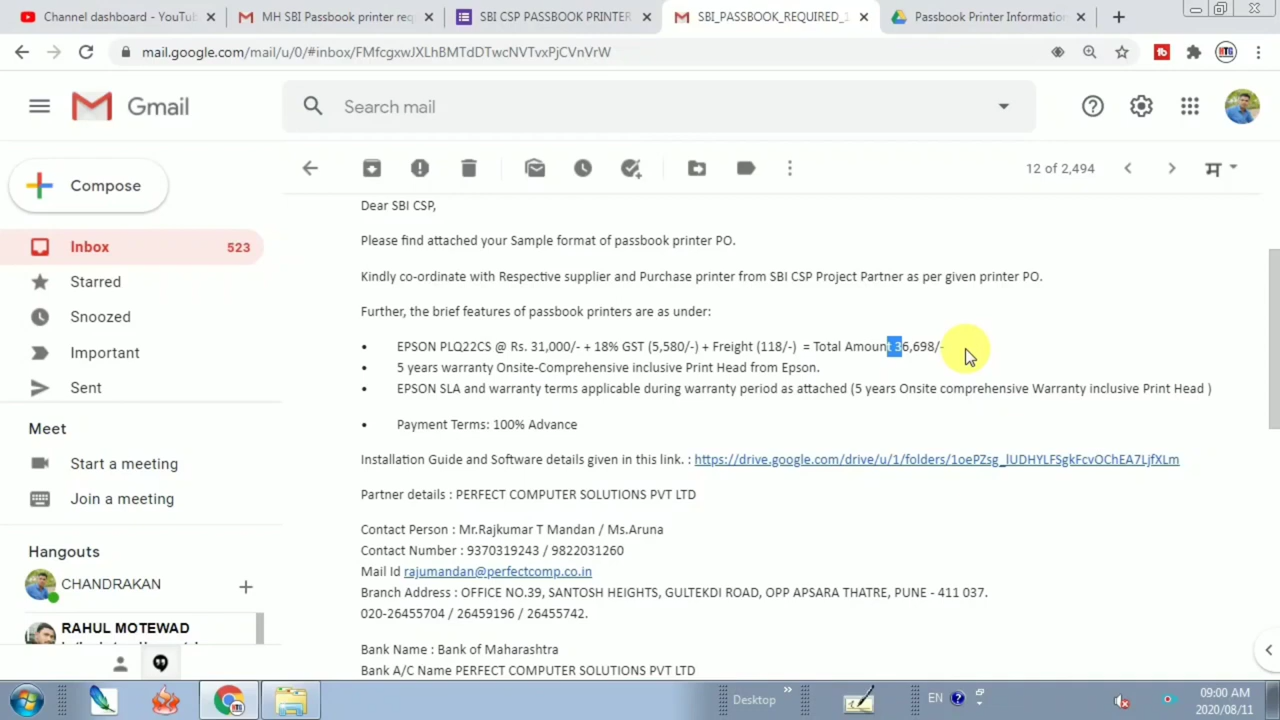 Channel dashboard - YouTu
MH SBI Passbook printer req
SBI CSP PASSBOOK PRINTER
SBI_PASSBOOK_REQUIRED_1
Passbook Printer Information
mail.google.com/mail/u/0/#inbox/FMfcgxwJXLhBMTdDTwcNVTvxPjCVnVrW
Gmail
Search mail
Compose
12 of 2,494
Inbox 523
Starred
Snoozed
Important
Sent
Meet
Start a meeting
Join a meeting
Hangouts
CHANDRAKAN
RAHUL MOTEWAD
Dear SBI CSP,
Please find attached your Sample format of passbook printer PO.
Kindly co-ordinate with Respective supplier and Purchase printer from SBI CSP Project Partner as per given printer PO.
Further, the brief features of passbook printers are as under:
• EPSON PLQ22CS @ Rs. 31,000/- + 18% GST (5,580/-) + Freight (118/-) = Total Amount 36,698/-
• 5 years warranty Onsite-Comprehensive inclusive Print Head from Epson.
• EPSON SLA and warranty terms applicable during warranty period as attached (5 years Onsite comprehensive Warranty inclusive Print Head )
• Payment Terms: 100% Advance
Installation Guide and Software details given in this link. : https://drive.google.com/drive/u/1/folders/1oePZsg_lUDHYLFSgkFcvOChEA7LjfXLm
Partner details : PERFECT COMPUTER SOLUTIONS PVT LTD
Contact Person : Mr.Rajkumar T Mandan / Ms.Aruna
Contact Number : 9370319243 / 9822031260
Mail Id rajumandan@perfectcomp.co.in
Branch Address : OFFICE NO.39, SANTOSH HEIGHTS, GULTEKDI ROAD, OPP APSARA THATRE, PUNE - 411 037.
020-26455704 / 26459196 / 26455742.
Bank Name : Bank of Maharashtra
Bank A/C Name PERFECT COMPUTER SOLUTIONS PVT LTD
Desktop
EN
09:00 AM
2020/08/11